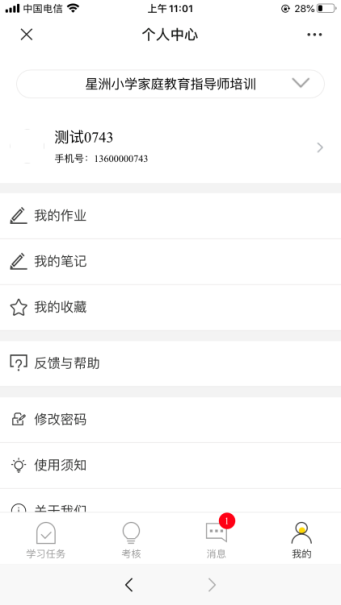 中国电信 上午11:01 28%
个人中心
星洲小学家庭教育指导师培训
测试0743
手机号：13600000743
我的作业
我的笔记
我的收藏
反馈与帮助
修改密码
使用须知
关于我们
1
学习任务 考核 消息 我的